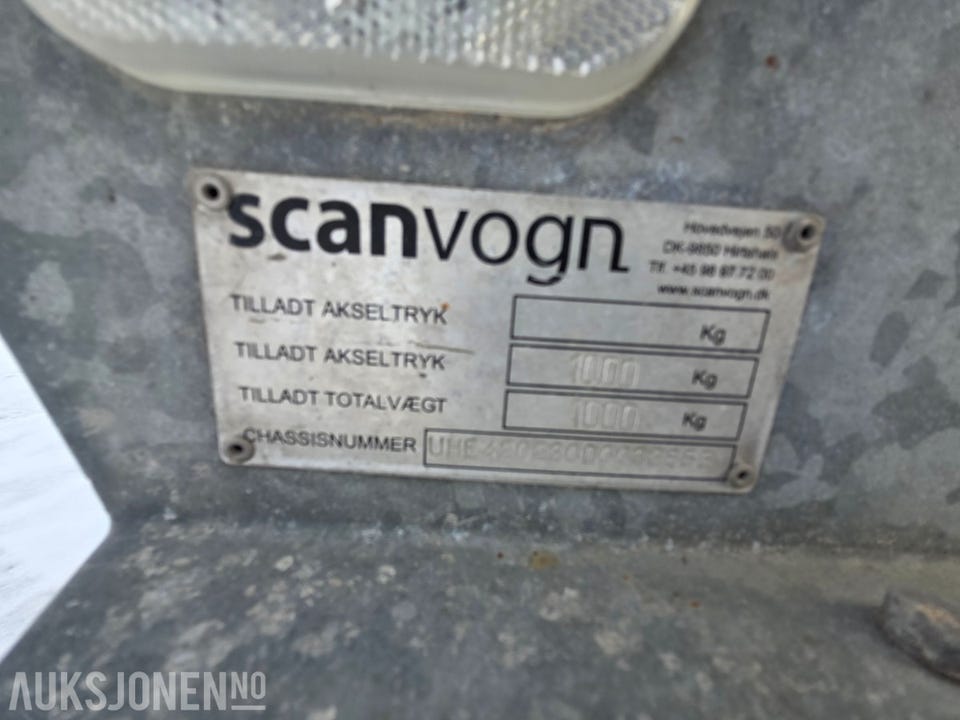 scanvogn
Hovedvejen 50
DK-9850 Hirtshals
Tlf. +45 98 97 72 00
www.scanvogn.dk
TILLADT AKSELTRYK Kg
TILLADT AKSELTRYK 1000 Kg
TILLADT TOTALVÆGT 1000 Kg
CHASSISNUMMER
AUKSJONEN.NO